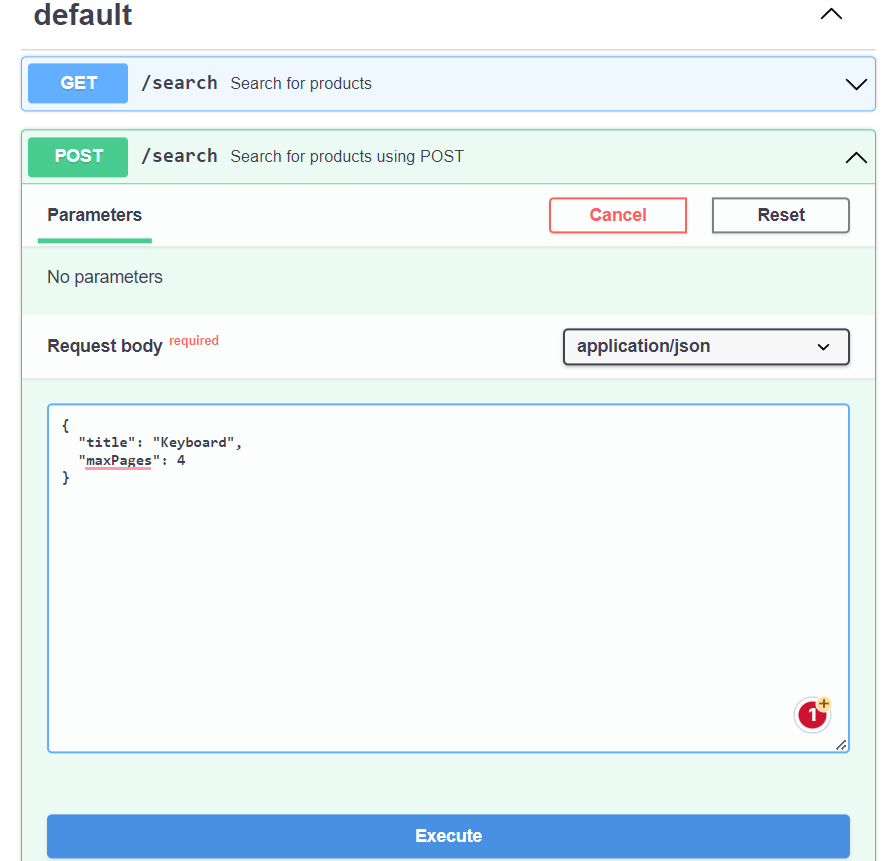 default
GET /search Search for products
POST /search Search for products using POST
Parameters Cancel Reset
No parameters
Request body required application/json
{
  "title": "Keyboard",
  "maxPages": 4
}
1
Execute